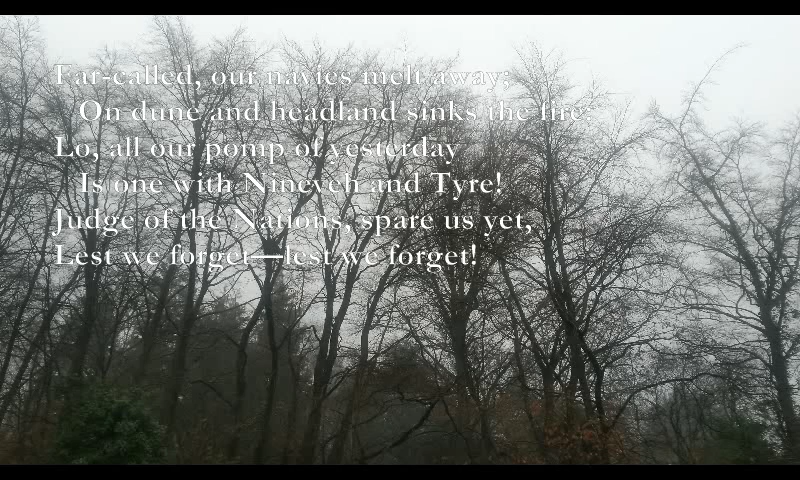 Far-called, our navies melt away;
On dune and headland sinks the fire:
Lo, all our pomp of yesterday
Is one with Nineveh and Tyre!
Judge of the Nations, spare us yet,
Lest we forget—lest we forget!